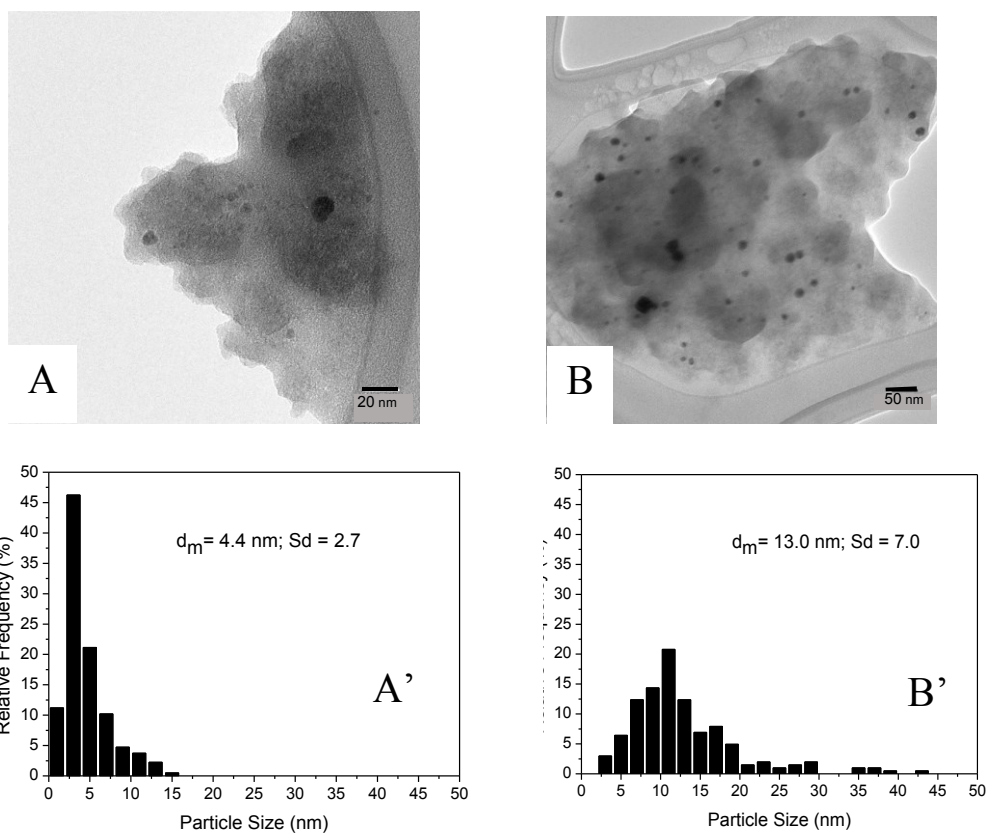 A
20 nm
B
50 nm
50
45
40
35
30
25
20
15
10
5
0
Relative Frequency (%)
dm= 4.4 nm; Sd = 2.7
A’
0 5 10 15 20 25 30 35 40 45 50
Particle Size (nm)
50
45
40
35
30
25
20
15
10
5
0
dm= 13.0 nm; Sd = 7.0
B’
0 5 10 15 20 25 30 35 40 45 50
Particle Size (nm)